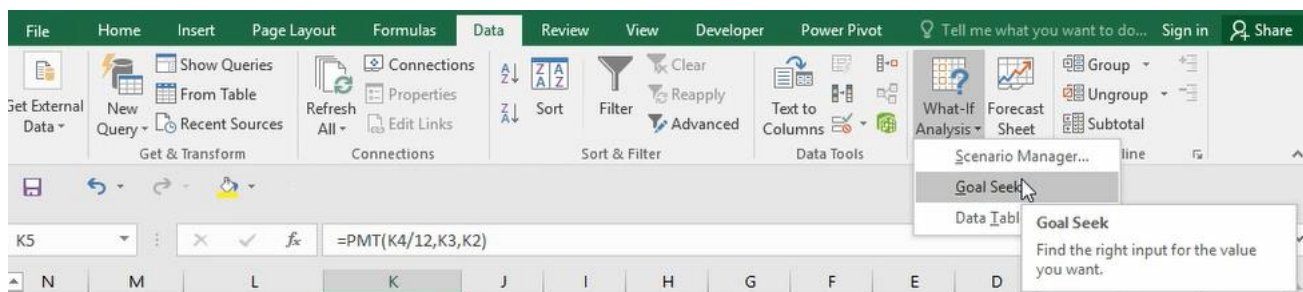 File Home Insert Page Layout Formulas Data Review View Developer Power Pivot Tell me what you want to do... Sign in Share
Get External Data
New Query
Show Queries
From Table
Recent Sources
Get & Transform
Refresh All
Connections
Properties
Edit Links
Connections
Sort
Filter
Clear
Reapply
Advanced
Sort & Filter
Text to Columns
Data Tools
What-If Analysis
Forecast Sheet
Group
Ungroup
Subtotal
line
Scenario Manager...
Goal Seek
Data Tabl
Goal Seek
Find the right input for the value
you want.
K5 fx =PMT(K4/12,K3,K2)
N M L K J I H G F E D